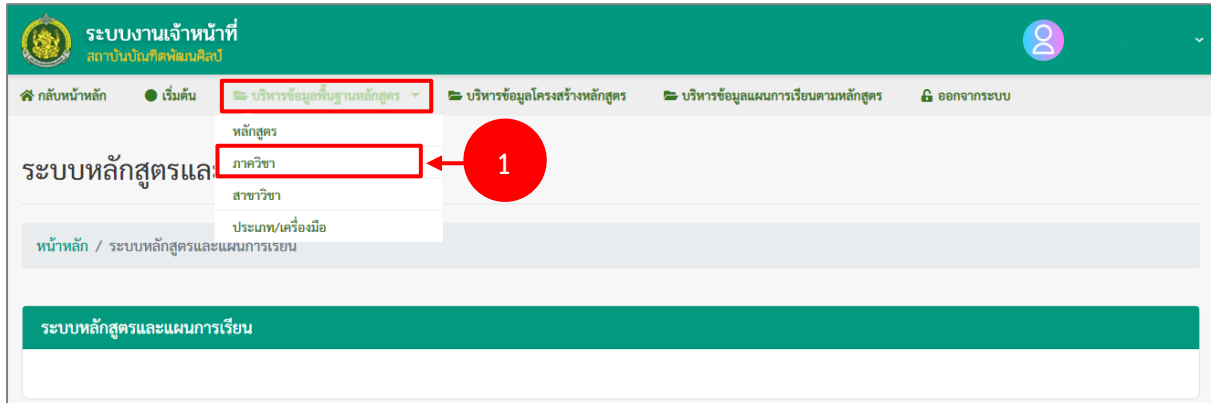 ระบบงานเจ้าหน้าที่
สถาบันบัณฑิตพัฒนศิลป์
กลับหน้าหลัก เริ่มต้น บริหารข้อมูลพื้นฐานหลักสูตร บริหารข้อมูลโครงสร้างหลักสูตร บริหารข้อมูลแผนการเรียนตามหลักสูตร ออกจากระบบ
หลักสูตร
ภาควิชา
1
สาขาวิชา
ประเภท/เครื่องมือ
ระบบหลักสูตรและ
หน้าหลัก / ระบบหลักสูตรและแผนการเรียน
ระบบหลักสูตรและแผนการเรียน